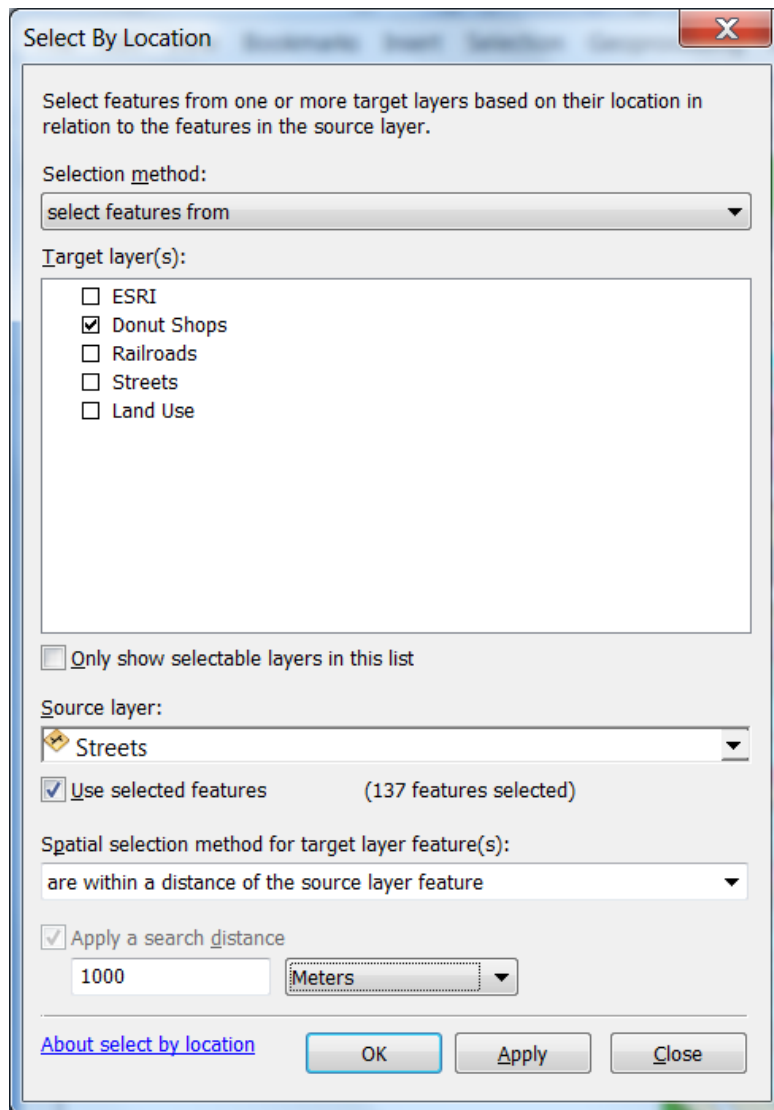 Select By Location Bookmarks Insert Selection
Select features from one or more target layers based on their location in
relation to the features in the source layer.
Selection method:
select features from
Target layer(s):
ESRI
Donut Shops
Railroads
Streets
Land Use
Only show selectable layers in this list
Source layer:
Streets
Use selected features (137 features selected)
Spatial selection method for target layer feature(s):
are within a distance of the source layer feature
Apply a search distance
1000 Meters
About select by location OK Apply Close